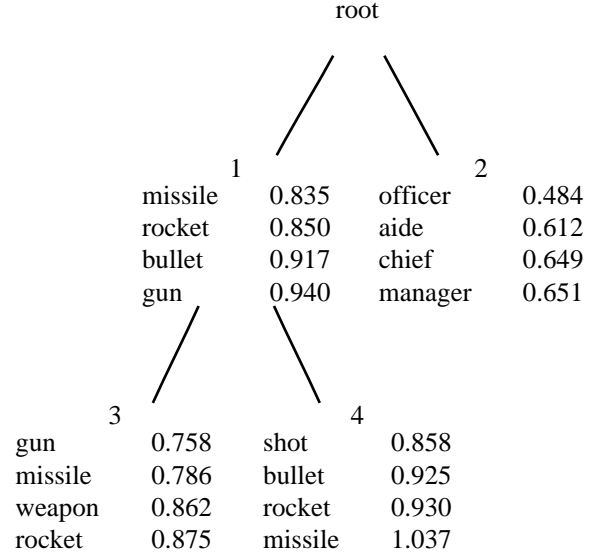 root
1 2
missile 0.835 officer 0.484
rocket 0.850 aide 0.612
bullet 0.917 chief 0.649
gun 0.940 manager 0.651
3 4
gun 0.758 shot 0.858
missile 0.786 bullet 0.925
weapon 0.862 rocket 0.930
rocket 0.875 missile 1.037